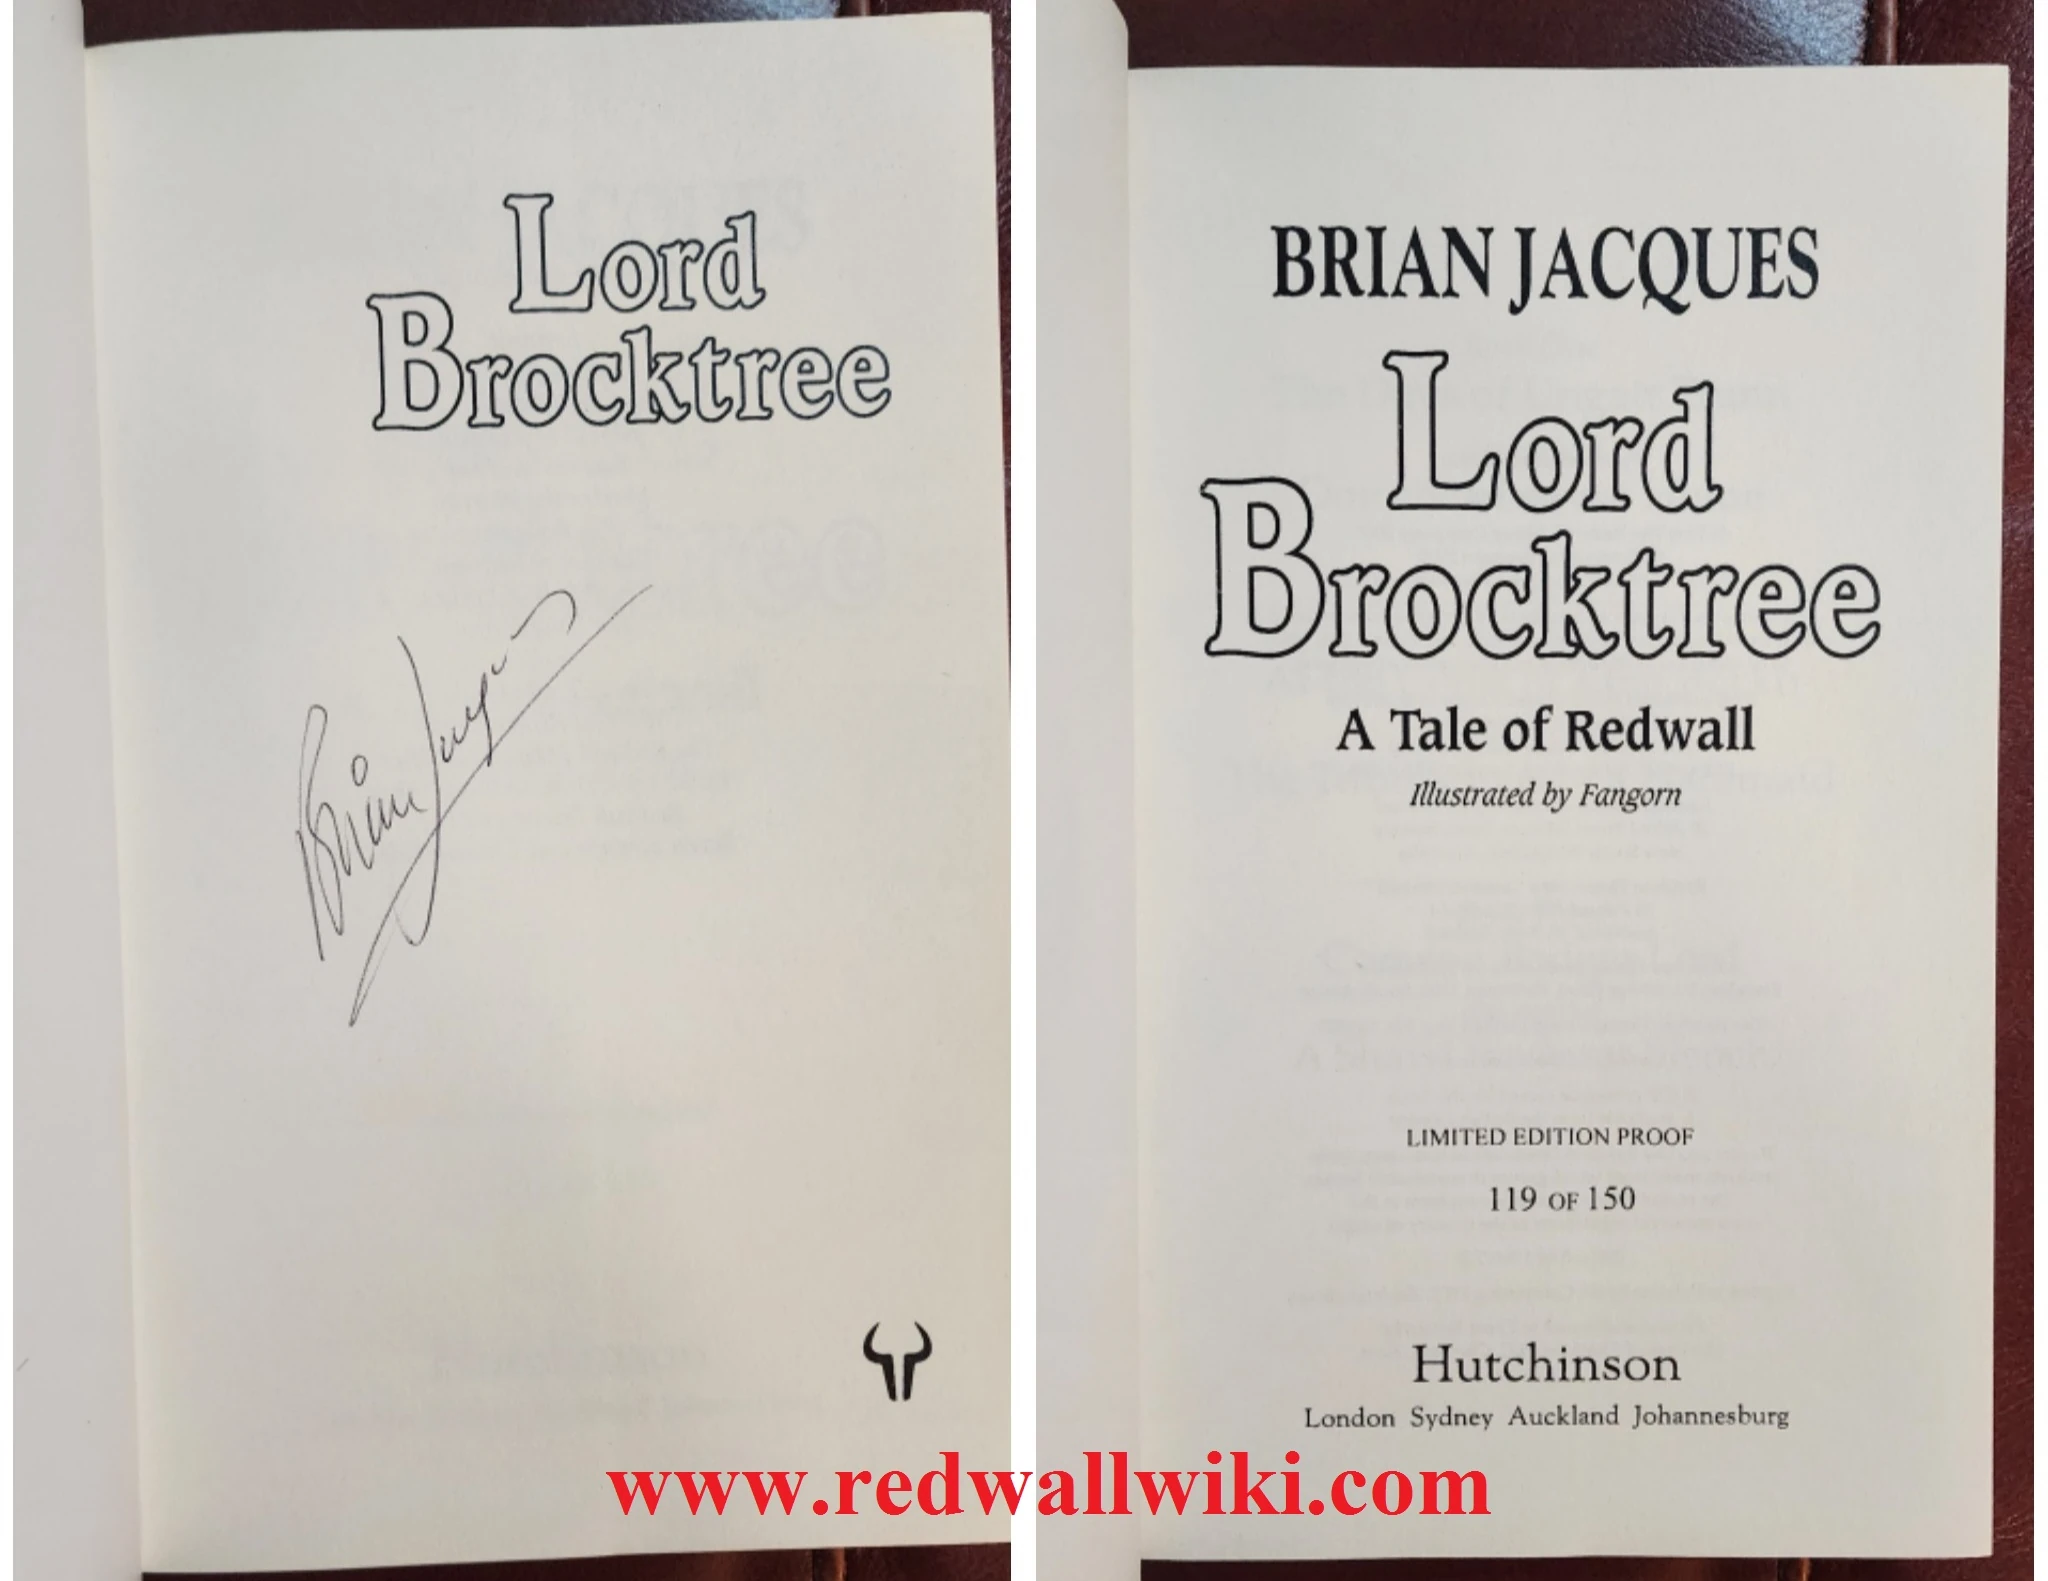 Lord
Brocktree
Brian Jacques
BRIAN JACQUES
Lord
Brocktree
A Tale of Redwall
Illustrated by Fangorn
LIMITED EDITION PROOF
119 OF 150
Hutchinson
London Sydney Auckland Johannesburg
www.redwallwiki.com